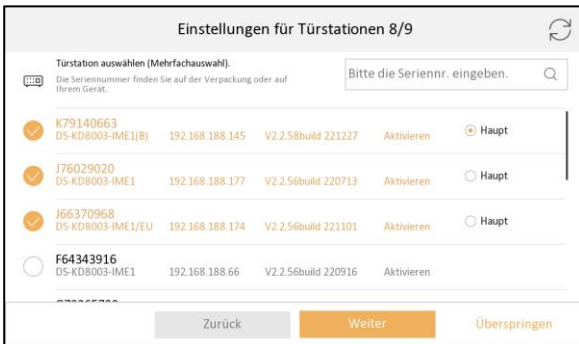 Einstellungen für Türstationen 8/9
Türstation auswählen (Mehrfachauswahl).
Die Seriennummer finden Sie auf der Verpackung oder auf
Ihrem Gerät.
Bitte die Seriennr. eingeben.
K79140663
DS-KD8003-IME1(B) 192.168.188.145 V2.2.58build 221227 Aktivieren Haupt
J76029020
DS-KD8003-IME1 192.168.188.177 V2.2.56build 220713 Aktivieren Haupt
J66370968
DS-KD8003-IME1/EU 192.168.188.174 V2.2.56build 221101 Aktivieren Haupt
F64343916
DS-KD8003-IME1 192.168.188.66 V2.2.56build 220916 Aktivieren
Zurück Weiter Überspringen